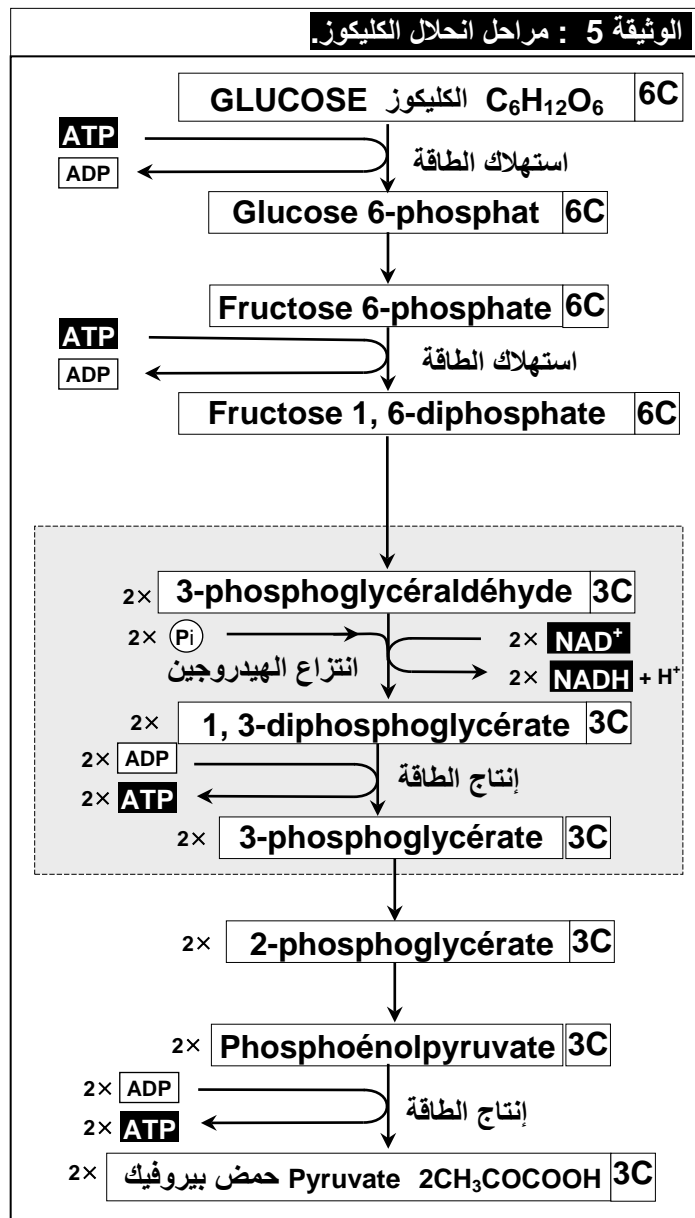 الوثيقة 5 : مراحل انحلال الكليكوز.
GLUCOSE الكليكوز C₆H₁₂O₆ 6C
ATP
ADP
استهلاك الطاقة
Glucose 6-phosphat 6C
Fructose 6-phosphate 6C
ATP
ADP
استهلاك الطاقة
Fructose 1, 6-diphosphate 6C
2× 3-phosphoglycéraldéhyde 3C
2× Pi
2× NAD⁺
انتزاع الهيدروجين
2× NADH + H⁺
2× 1, 3-diphosphoglycérate 3C
2× ADP
إنتاج الطاقة
2× ATP
2× 3-phosphoglycérate 3C
2× 2-phosphoglycérate 3C
2× Phosphoénolpyruvate 3C
2× ADP
إنتاج الطاقة
2× ATP
2× حمض بيروفيك Pyruvate 2CH₃COCOOH 3C